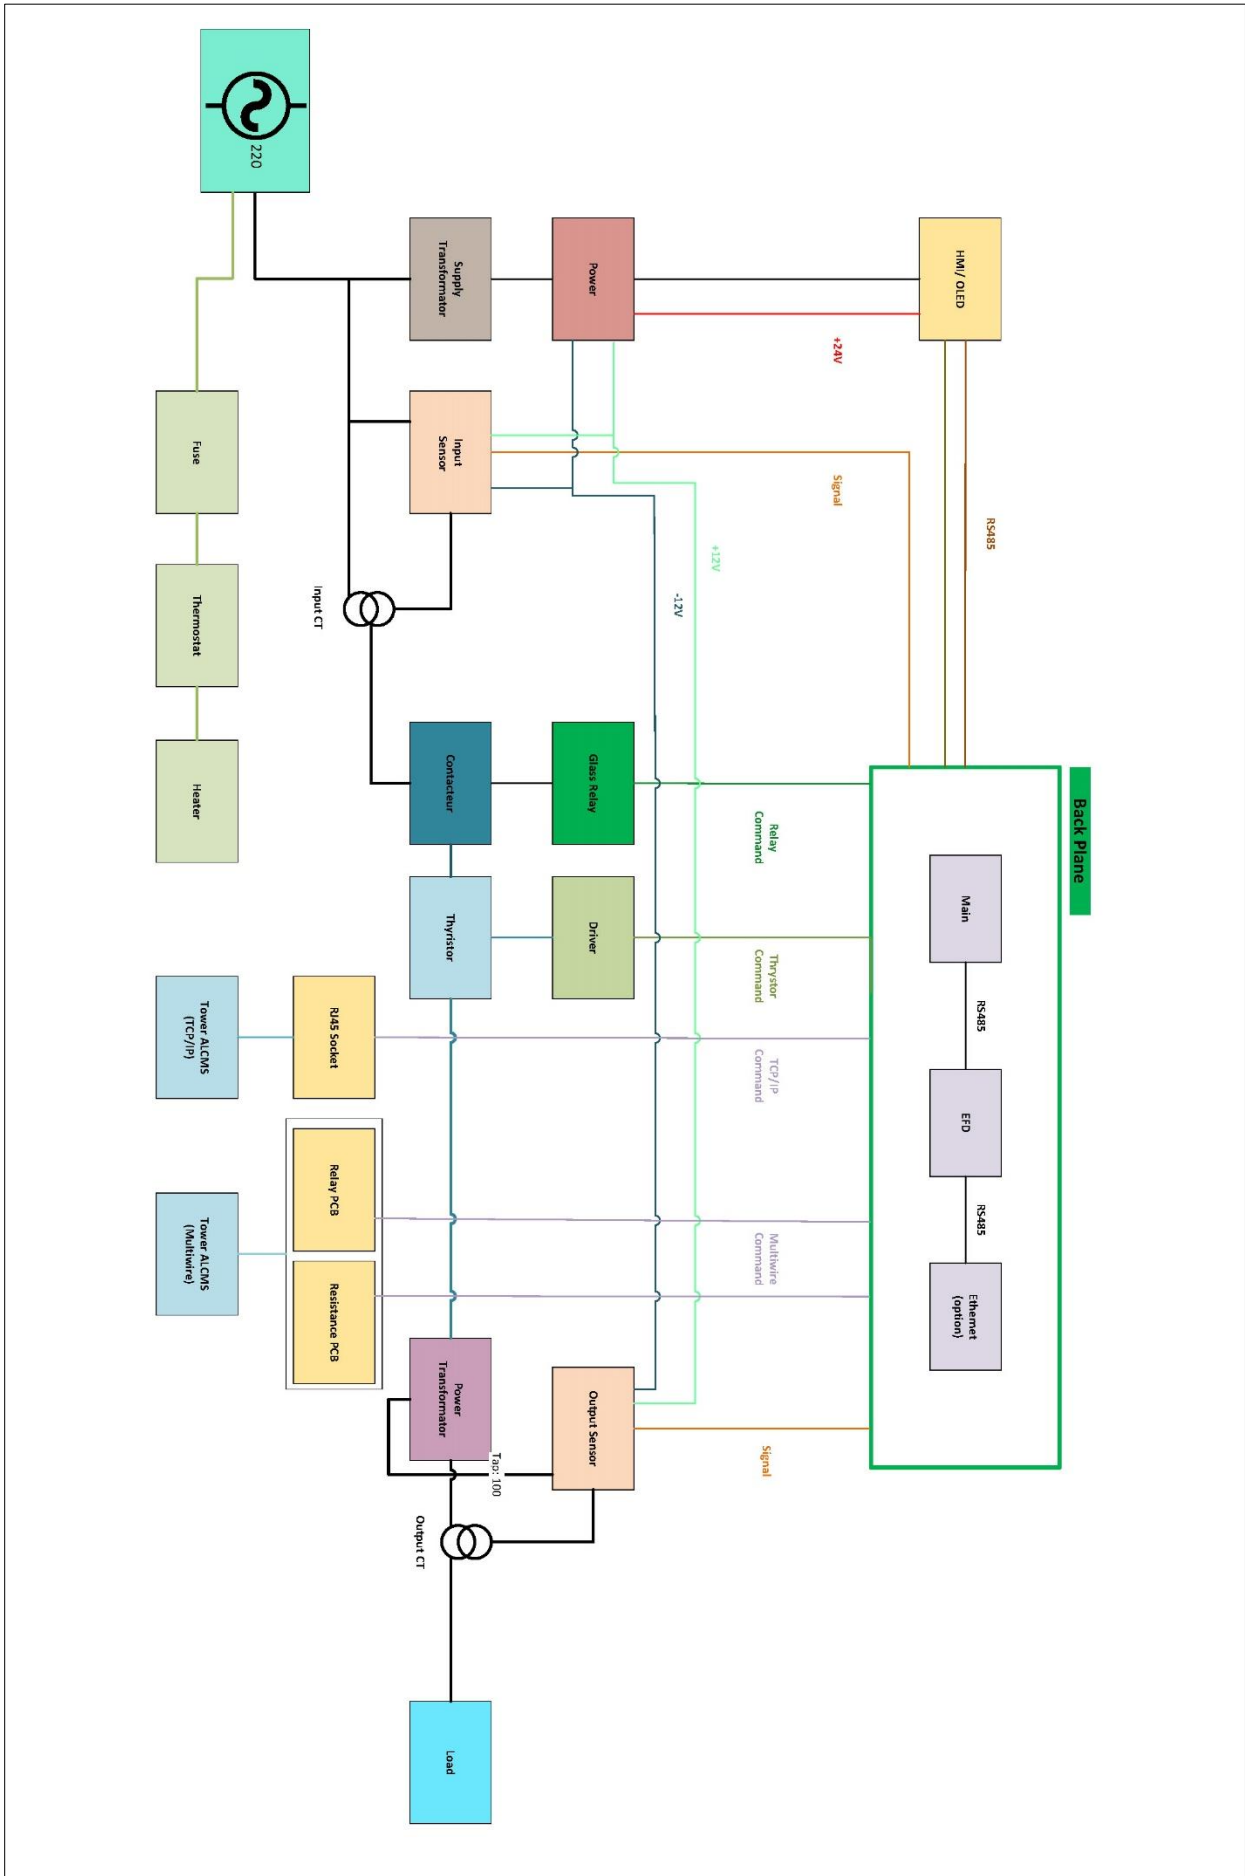 Back Plane
HMI/ OLED
RS485
Main
RS485
EFD
RS485
Ethernet
(option)
+24V
Signal
Relay
Command
Thrystor
Command
TCP/IP
Command
Multiwire
Command
Signal
+12V
-12V
Power
Glass Relay
Driver
Output Sensor
Tap: 100
Supply
Transformator
Input
Sensor
Contacteur
Thyristor
Power
Transformator
Output CT
Load
Input CT
RJ45 Socket
Relay PCB
Resistance PCB
220
Fuse
Thermostat
Heater
Tower ALCMS
(TCP/IP)
Tower ALCMS
(Multiwire)